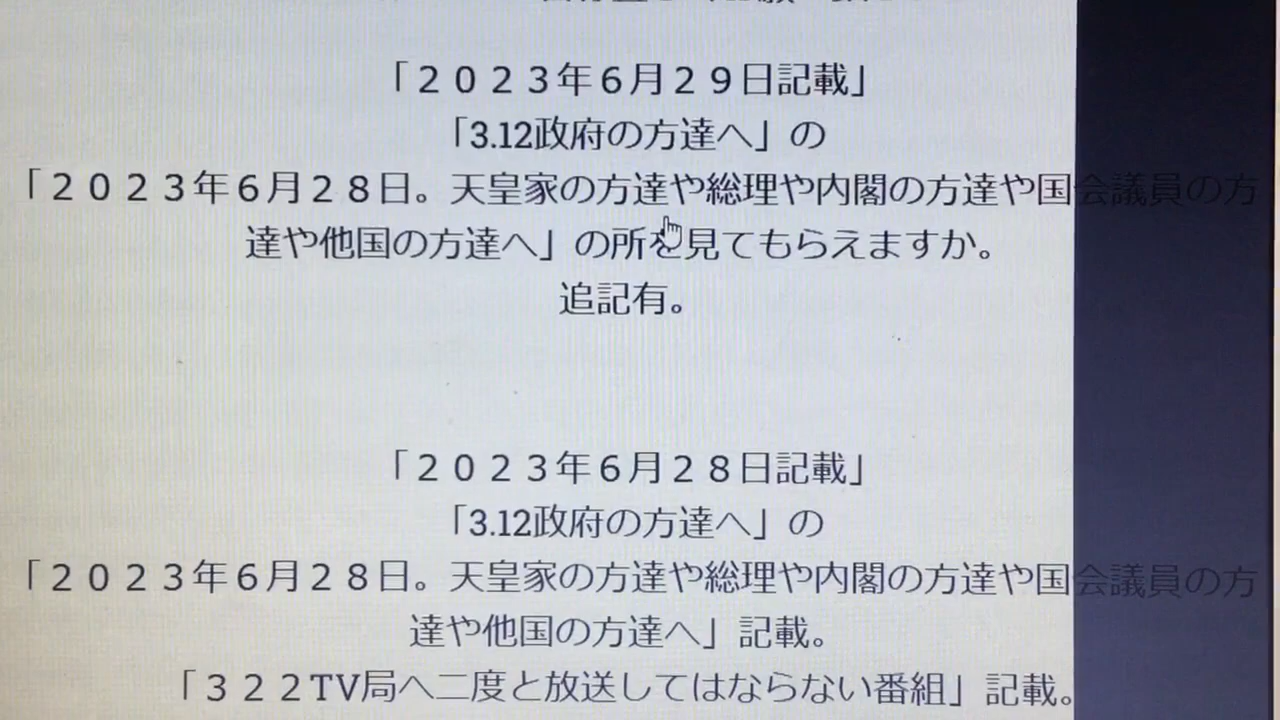 「２０２３年６月２９日記載」
「3.12政府の方達へ」の
「２０２３年６月２８日。天皇家の方達や総理や内閣の方達や国会議員の方
達や他国の方達へ」の所を見てもらえますか。
追記有。
「２０２３年６月２８日記載」
「3.12政府の方達へ」の
「２０２３年６月２８日。天皇家の方達や総理や内閣の方達や国会議員の方
達や他国の方達へ」記載。
「３２２TV局へ二度と放送してはならない番組」記載。